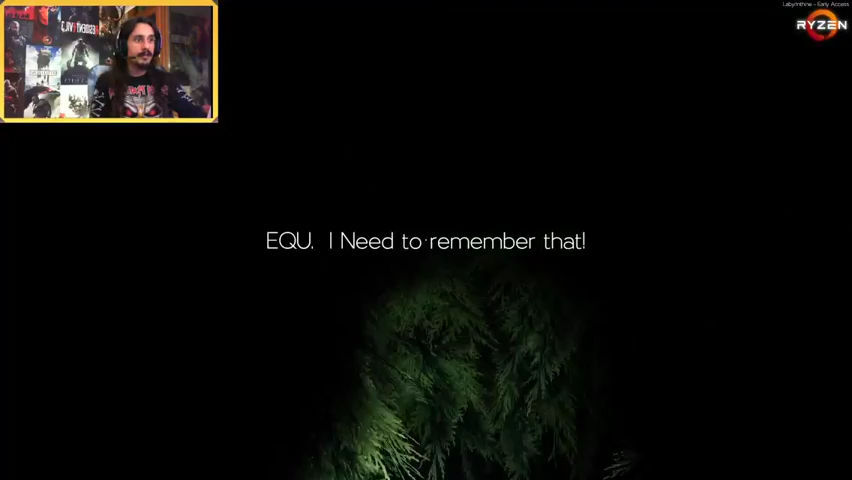 Labyrinthine - Early Access
RYZEN
EQU. I Need to remember that!